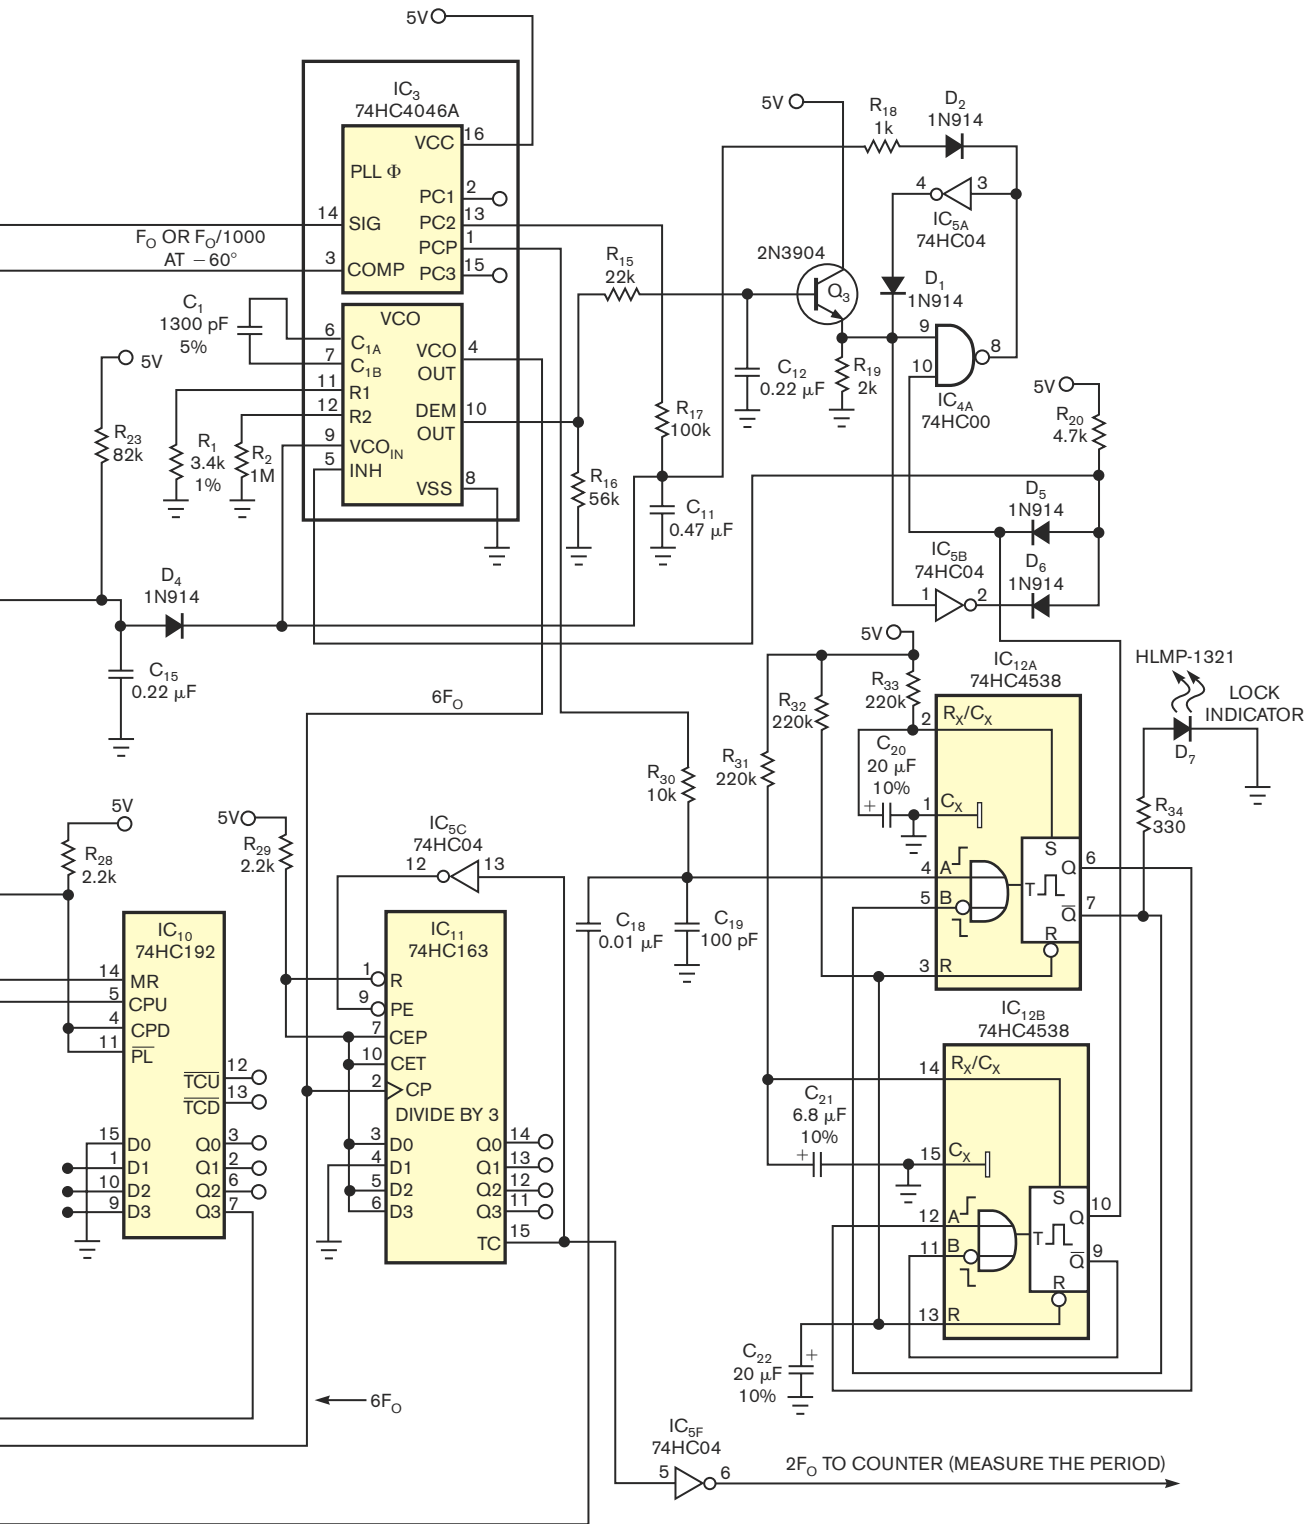 5V
IC3
74HC4046A
VCC 16
PLL Φ
PC1 2
14 SIG
PC2 13
FO OR FO/1000
AT −60°
PCP 1
3 COMP
PC3 15
C1
1300 pF
5%
VCO
6 C1A
7 C1B
VCO OUT 4
11 R1
12 R2
DEM OUT 10
9 VCOIN
5 INH
VSS 8
5V
R23
82k
R1
3.4k
1%
R2
1M
R15
22k
R16
56k
R17
100k
C11
0.47 µF
5V
R18
1k
D2
1N914
4 3
IC5A
74HC04
2N3904
Q3
D1
1N914
9
10
8
IC4A
74HC00
C12
0.22 µF
R19
2k
5V
R20
4.7k
D5
1N914
IC5B
74HC04
1 2
D6
1N914
D4
1N914
C15
0.22 µF
6FO
5V
R33
220k
R32
220k
R31
220k
R30
10k
IC12A
74HC4538
2 RX/CX
C20
20 µF
10%
+
1 CX
4 A
5 B
3 R
S
T
R
Q 6
Q̅ 7
HLMP-1321
LOCK
INDICATOR
D7
R34
330
5V
R28
2.2k
5V
R29
2.2k
IC5C
74HC04
12 13
C18
0.01 µF
C19
100 pF
IC10
74HC192
14 MR
5 CPU
4 CPD
11 P̅L̅
T̅C̅U̅ 12
T̅C̅D̅ 13
15 D0
1 D1
10 D2
9 D3
Q0 3
Q1 2
Q2 6
Q3 7
IC11
74HC163
1 R
9 PE
7 CEP
10 CET
2 CP
DIVIDE BY 3
3 D0
4 D1
5 D2
6 D3
Q0 14
Q1 13
Q2 12
Q3 11
TC 15
IC12B
74HC4538
14 RX/CX
C21
6.8 µF
10%
+
15 CX
12 A
11 B
13 R
S
T
R
Q 10
Q̅ 9
C22
20 µF
10%
+
6FO
IC5F
74HC04
5 6
2FO TO COUNTER (MEASURE THE PERIOD)